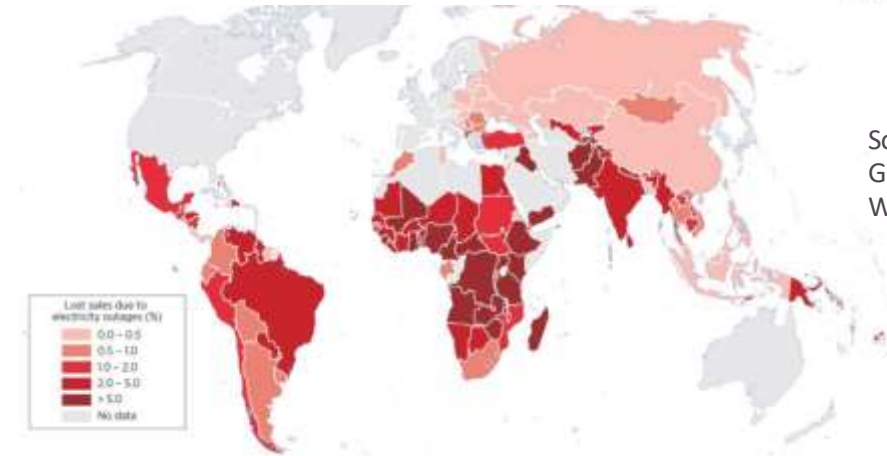 Lost sales due to
electricity outages (%)
0.0 – 0.5
0.5 – 1.0
1.0 – 2.0
2.0 – 5.0
> 5.0
No data